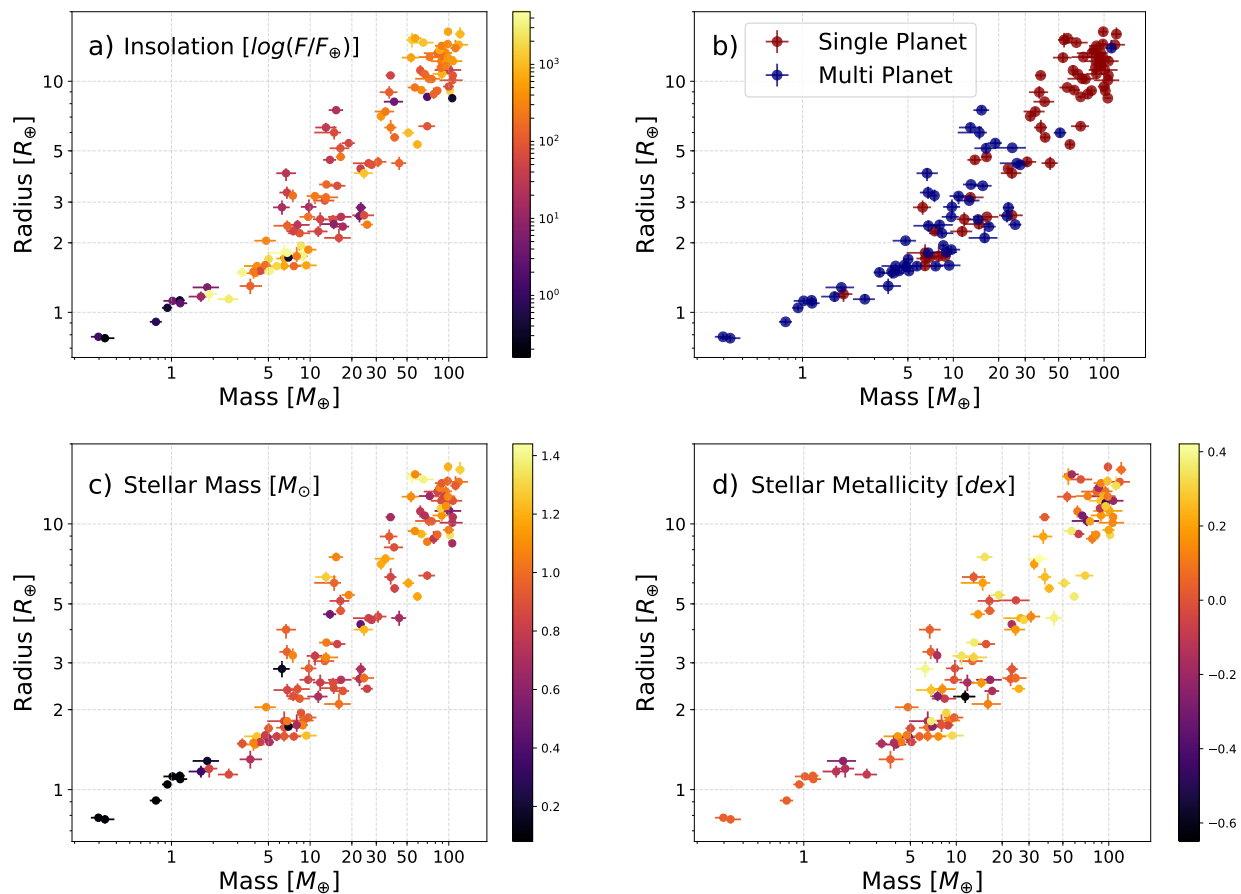 a) Insolation [log(F/F⊕)]
10
5
3
2
1
Radius [R⊕]
1 5 10 20 30 50 100
Mass [M⊕]
10³
10²
10¹
10⁰
b)
Single Planet
Multi Planet
10
5
3
2
1
Radius [R⊕]
1 5 10 20 30 50 100
Mass [M⊕]
c) Stellar Mass [M⊙]
10
5
3
2
1
Radius [R⊕]
1 5 10 20 30 50 100
Mass [M⊕]
1.4
1.2
1.0
0.8
0.6
0.4
0.2
d) Stellar Metallicity [dex]
10
5
3
2
1
Radius [R⊕]
1 5 10 20 30 50 100
Mass [M⊕]
0.4
0.2
0.0
−0.2
−0.4
−0.6